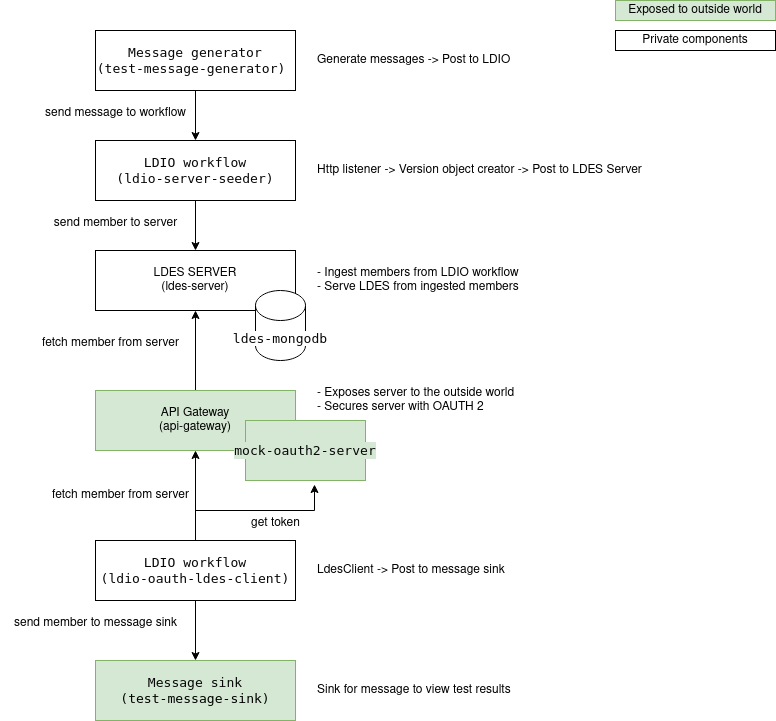 Exposed to outside world
Private components
Message generator
(test-message-generator)
Generate messages -> Post to LDIO
send message to workflow
LDIO workflow
(ldio-server-seeder)
Http listener -> Version object creator -> Post to LDES Server
send member to server
LDES SERVER
(ldes-server)
- Ingest members from LDIO workflow
- Serve LDES from ingested members
ldes-mongodb
fetch member from server
API Gateway
(api-gateway)
- Exposes server to the outside world
- Secures server with OAUTH 2
mock-oauth2-server
fetch member from server
get token
LDIO workflow
(ldio-oauth-ldes-client)
LdesClient -> Post to message sink
send member to message sink
Message sink
(test-message-sink)
Sink for message to view test results